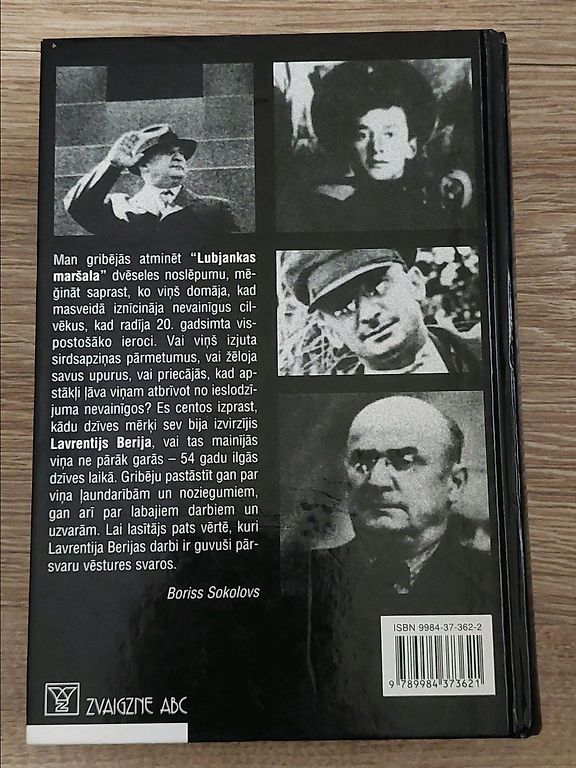 Man gribējās atminēt “Lubjankas
maršala” dvēseles noslēpumu, mē-
ģināt saprast, ko viņš domāja, kad
masveidā iznīcināja nevainīgus cil-
vēkus, kad radīja 20. gadsimta vis-
postošāko ieroci. Vai viņš izjuta
sirdsapziņas pārmetumus, vai žēloja
savus upurus, vai priecājās, kad ap-
stākļi ļāva viņam atbrīvot no ieslodzī-
juma nevainīgos? Es centos izprast,
kādu dzīves mērķi sev bija izvirzījis
Lavrentijs Berija, vai tas mainījās
viņa ne pārāk garās – 54 gadu ilgās
dzīves laikā. Gribēju pastāstīt gan par
viņa ļaundarībām un noziegumiem,
gan arī par labajiem darbiem un
uzvarām. Lai lasītājs pats vērtē, kuri
Lavrentija Berijas darbi ir guvuši pār-
svaru vēstures svaros.
Boriss Sokolovs
ISBN 9984-37-362-2
9 789984 373621
ZVAIGZNE ABC